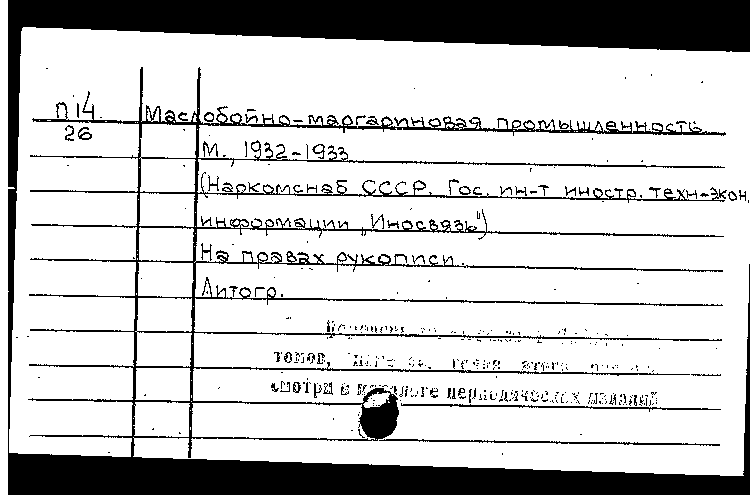 П14 Маслобойно-маргариновая промышленность
26
М., 1932-1933
(Наркомснаб СССР. Гос. ин-т иностр. техн-экон.
информации „Иносвязь")
На правах рукописи.
Литогр.
томов,
смотри в каталоге периодических изданий